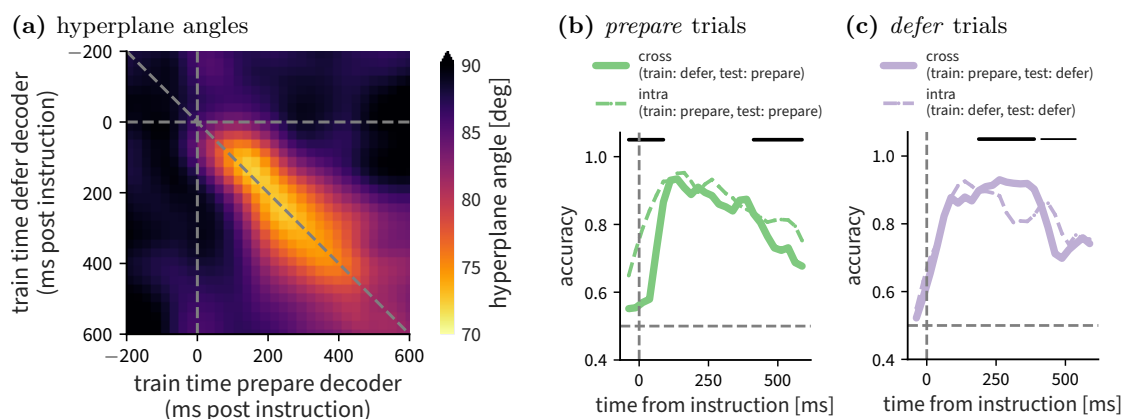 (a) hyperplane angles
−200
0
200
400
600
−200
0
200
400
600
train time defer decoder
(ms post instruction)
train time prepare decoder
(ms post instruction)
90
85
80
75
70
hyperplane angle [deg]
(b) prepare trials
cross
(train: defer, test: prepare)
intra
(train: prepare, test: prepare)
1.0
0.8
0.6
0.4
accuracy
0
250
500
time from instruction [ms]
(c) defer trials
cross
(train: prepare, test: defer)
intra
(train: defer, test: defer)
1.0
0.8
0.6
0.4
accuracy
0
250
500
time from instruction [ms]